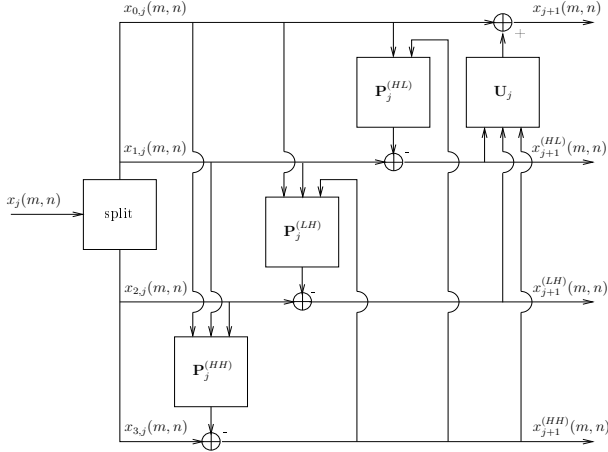 x_{0,j}(m,n) x_{j+1}(m,n)
+
P_j^{(HL)} U_j
x_{1,j}(m,n) - x_{j+1}^{(HL)}(m,n)
x_j(m,n) split
P_j^{(LH)}
x_{2,j}(m,n) - x_{j+1}^{(LH)}(m,n)
P_j^{(HH)}
x_{3,j}(m,n) - x_{j+1}^{(HH)}(m,n)